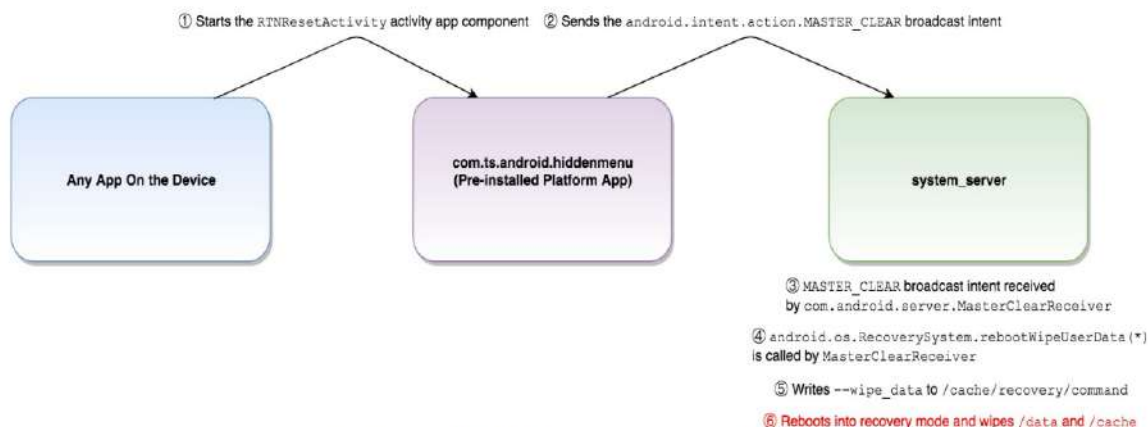 ① Starts the RTNResetActivity activity app component
② Sends the android.intent.action.MASTER_CLEAR broadcast intent
Any App On the Device
com.ts.android.hiddenmenu
(Pre-installed Platform App)
system_server
③ MASTER_CLEAR broadcast intent received
by com.android.server.MasterClearReceiver
④ android.os.RecoverySystem.rebootWipeUserData(*)
is called by MasterClearReceiver
⑤ Writes --wipe_data to /cache/recovery/command
⑥ Reboots into recovery mode and wipes /data and /cache